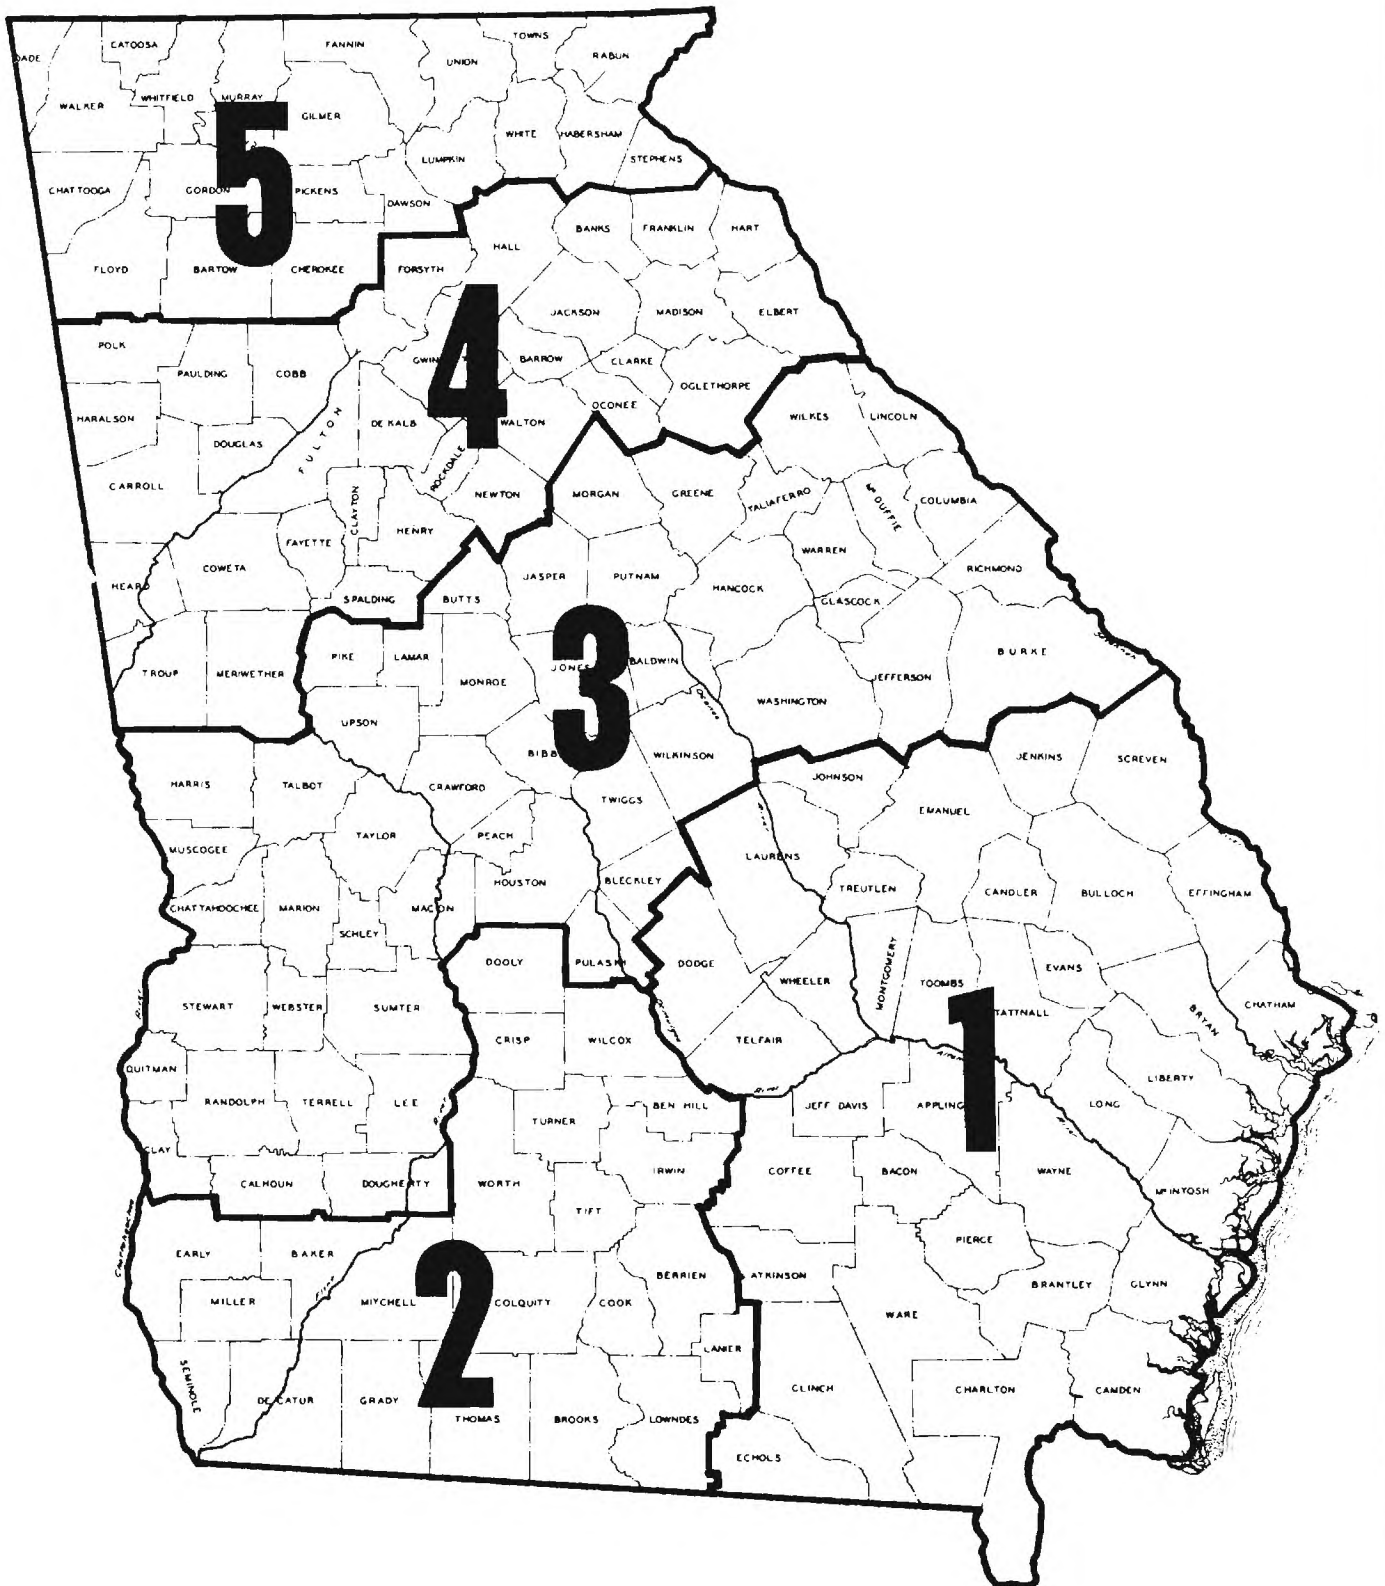 TOWNS
CATOOSA
FANNIN
UNION
RABUN
DADE
WALKER
WHITFIELD
MURRAY
GILMER
WHITE
HABERSHAM
LUMPKIN
STEPHENS
5
CHATTOOGA
GORDON
PICKENS
DAWSON
FLOYD
BARTOW
CHEROKEE
FORSYTH
HALL
BANKS
FRANKLIN
HART
4
JACKSON
MADISON
ELBERT
POLK
PAULDING
COBB
GWIN
BARROW
CLARKE
OGLETHORPE
OCONEE
HARALSON
DOUGLAS
FULTON
DE KALB
WALTON
ROCKDALE
WILKES
LINCOLN
CARROLL
CLAYTON
NEWTON
MORGAN
GREENE
TALIAFERRO
McDUFFIE
COLUMBIA
HENRY
FAYETTE
COWETA
HEARD
SPALDING
BUTTS
JASPER
PUTNAM
HANCOCK
WARREN
GLASCOCK
RICHMOND
TROUP
MERIWETHER
PIKE
LAMAR
MONROE
JONES
3
BALDWIN
WASHINGTON
JEFFERSON
BURKE
Savannah
Oconee
UPSON
BIBB
WILKINSON
HARRIS
TALBOT
CRAWFORD
TWIGGS
JOHNSON
JENKINS
SCREVEN
EMANUEL
TAYLOR
PEACH
MUSCOGEE
HOUSTON
BLECKLEY
LAURENS
River
TREUTLEN
CANDLER
BULLOCH
EFFINGHAM
CHATTAHOOCHEE
MARION
MACON
SCHLEY
DOOLY
PULASKI
DODGE
WHEELER
MONTGOMERY
TOOMBS
EVANS
TATTNALL
BRYAN
CHATHAM
STEWART
WEBSTER
SUMTER
River
CRISP
WILCOX
Ocmulgee
TELFAIR
1
QUITMAN
RANDOLPH
TERRELL
LEE
TURNER
BEN HILL
River
JEFF DAVIS
APPLING
LONG
LIBERTY
CLAY
CALHOUN
DOUGHERTY
WORTH
IRWIN
TIFT
COFFEE
BACON
WAYNE
McINTOSH
Chattahoochee
EARLY
BAKER
2
PIERCE
BERRIEN
ATKINSON
BRANTLEY
GLYNN
MILLER
Flint
MITCHELL
COLQUITT
COOK
WARE
LANIER
SEMINOLE
DECATUR
GRADY
THOMAS
BROOKS
LOWNDES
CLINCH
CHARLTON
CAMDEN
ECHOLS